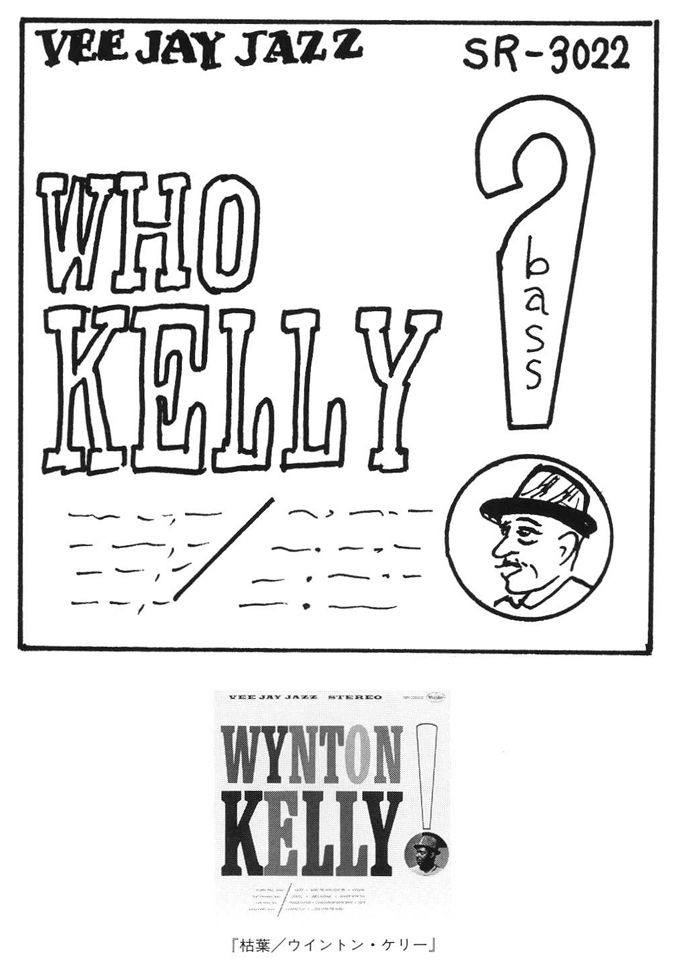 VEE JAY JAZZ SR-3022
WHO
KELLY
bass
VEE JAY JAZZ STEREO
WYNTON
KELLY!
『枯葉／ウイントン・ケリー』